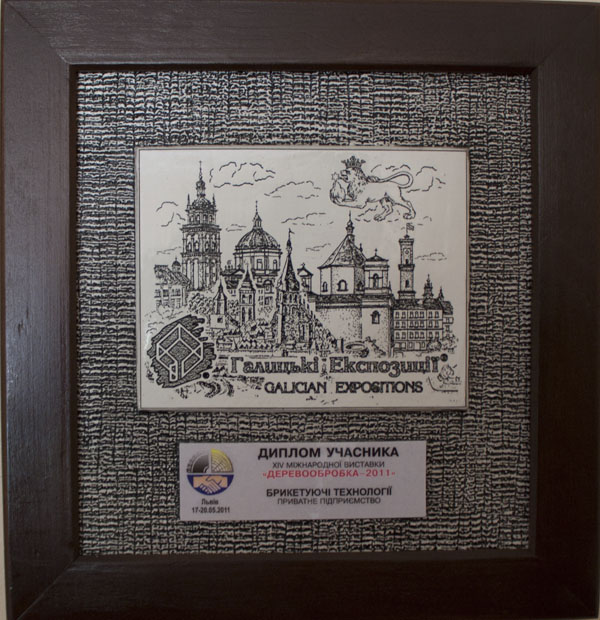 Галицькі Експозиції®
GALICIAN EXPOSITIONS
ДИПЛОМ УЧАСНИКА
XIV МІЖНАРОДНОЇ ВИСТАВКИ
«ДЕРЕВООБРОБКА-2011»
БРИКЕТУЮЧІ ТЕХНОЛОГІЇ
ПРИВАТНЕ ПІДПРИЄМСТВО
Львів
17-20.05.2011